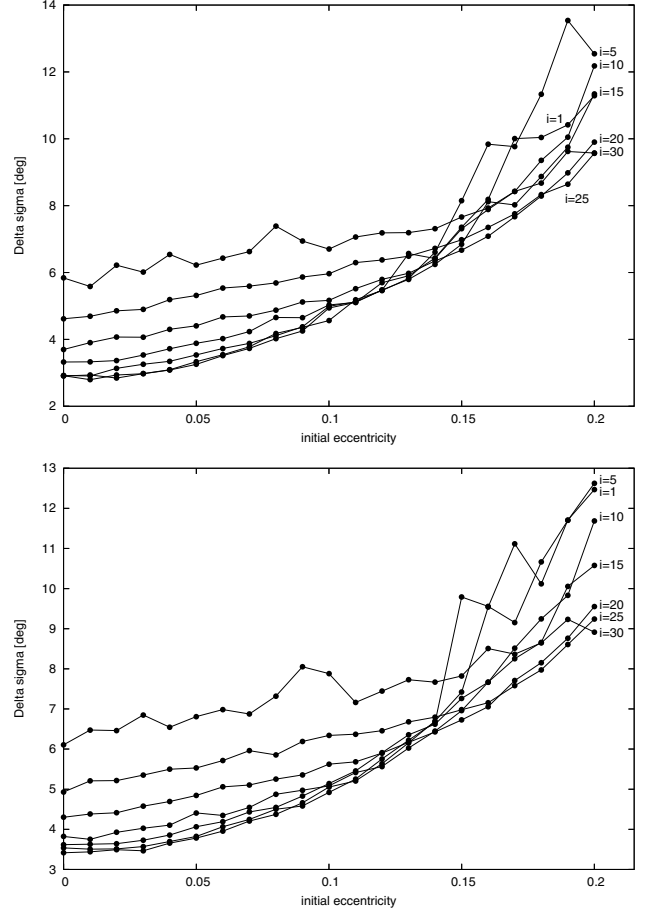 14
12
10
8
6
4
2
Delta sigma [deg]
i=5
i=10
i=15
i=1
i=20
i=30
i=25
0
0.05
0.1
0.15
0.2
initial eccentricity
13
12
11
10
9
8
7
6
5
4
3
Delta sigma [deg]
i=5
i=1
i=10
i=15
i=20
i=25
i=30
0
0.05
0.1
0.15
0.2
initial eccentricity